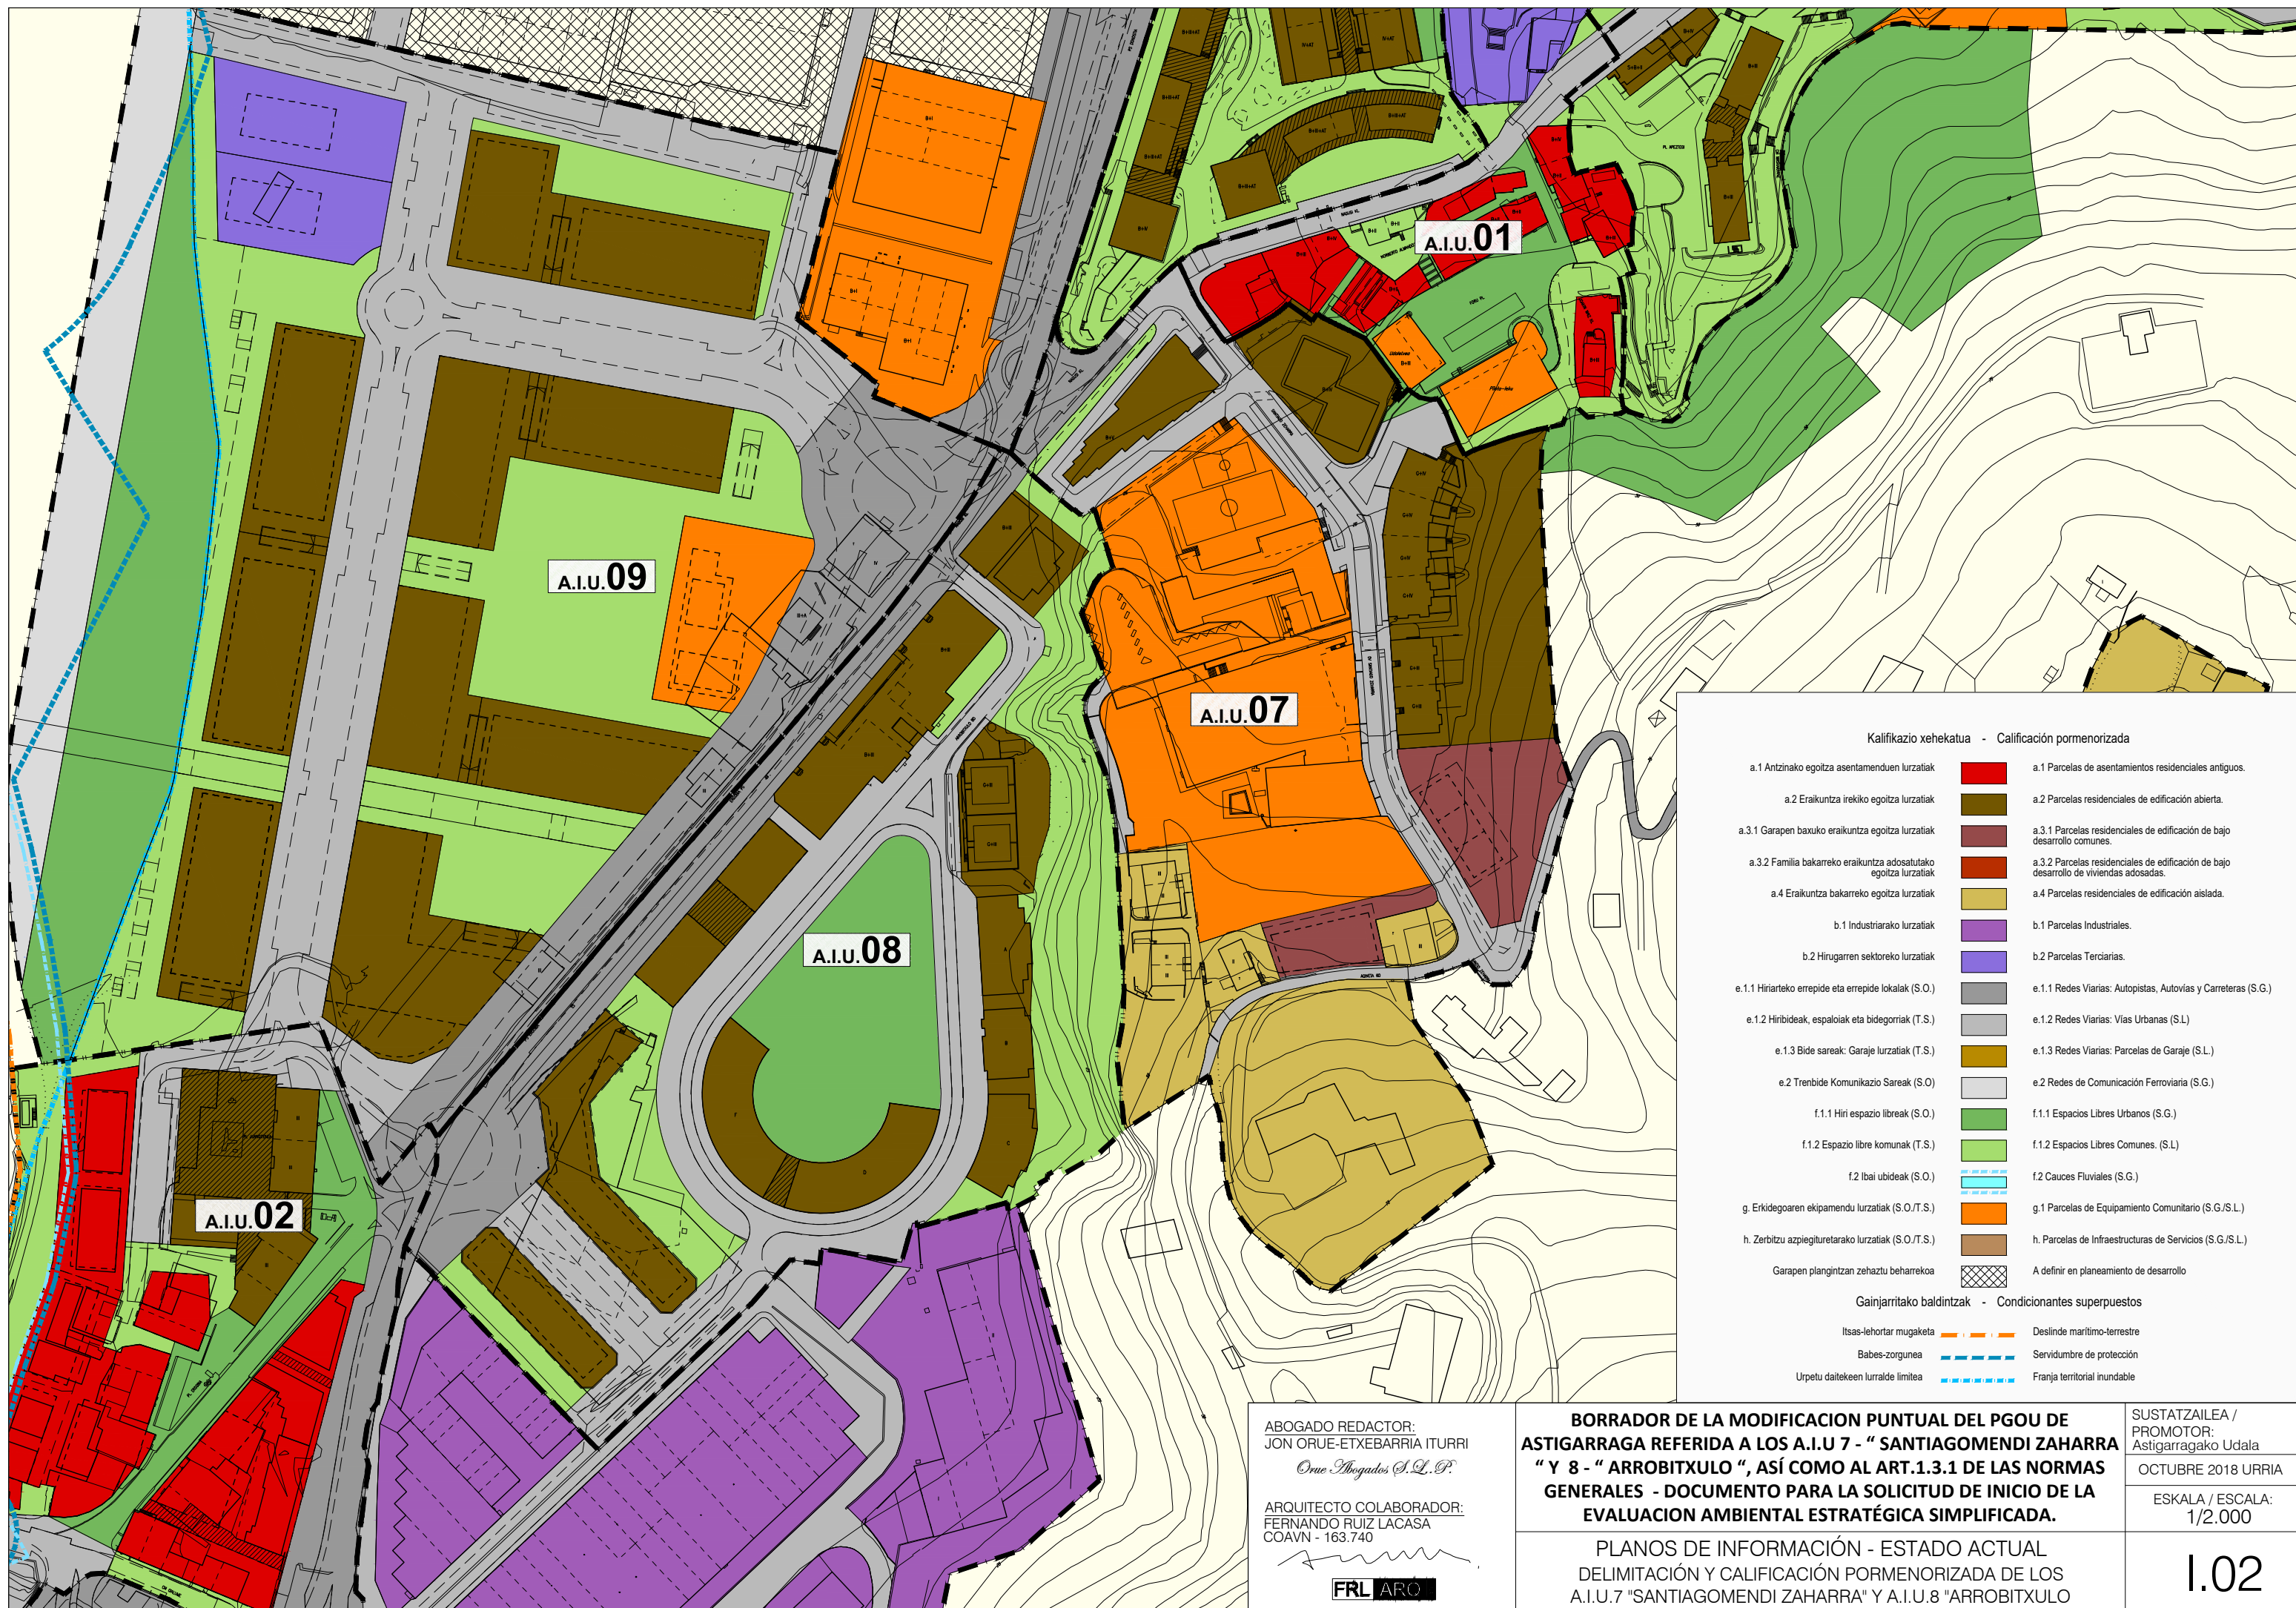 A.I.U.01
A.I.U.09
A.I.U.07
A.I.U.08
A.I.U.02
Kalifikazio xehekatua - Calificación pormenorizada
a.1 Antzinako egoitza asentamenduen lurzatiak
a.1 Parcelas de asentamientos residenciales antiguos.
a.2 Eraikuntza irekiko egoitza lurzatiak
a.2 Parcelas residenciales de edificación abierta.
a.3.1 Garapen baxuko eraikuntza egoitza lurzatiak
a.3.1 Parcelas residenciales de edificación de bajo
desarrollo comunes.
a.3.2 Familia bakarreko eraikuntza adosatutako
egoitza lurzatiak
a.3.2 Parcelas residenciales de edificación de bajo
desarrollo de viviendas adosadas.
a.4 Eraikuntza bakarreko egoitza lurzatiak
a.4 Parcelas residenciales de edificación aislada.
b.1 Industriarako lurzatiak
b.1 Parcelas Industriales.
b.2 Hirugarren sektoreko lurzatiak
b.2 Parcelas Terciarias.
e.1.1 Hiriarteko errepide eta errepide lokalak (S.O.)
e.1.1 Redes Viarias: Autopistas, Autovías y Carreteras (S.G.)
e.1.2 Hiribideak, espaloiak eta bidegorriak (T.S.)
e.1.2 Redes Viarias: Vías Urbanas (S.L)
e.1.3 Bide sareak: Garaje lurzatiak (T.S.)
e.1.3 Redes Viarias: Parcelas de Garaje (S.L.)
e.2 Trenbide Komunikazio Sareak (S.O)
e.2 Redes de Comunicación Ferroviaria (S.G.)
f.1.1 Hiri espazio libreak (S.O.)
f.1.1 Espacios Libres Urbanos (S.G.)
f.1.2 Espazio libre komunak (T.S.)
f.1.2 Espacios Libres Comunes. (S.L)
f.2 Ibai ubideak (S.O.)
f.2 Cauces Fluviales (S.G.)
g. Erkidegoaren ekipamendu lurzatiak (S.O./T.S.)
g.1 Parcelas de Equipamiento Comunitario (S.G./S.L.)
h. Zerbitzu azpiegituretarako lurzatiak (S.O./T.S.)
h. Parcelas de Infraestructuras de Servicios (S.G./S.L.)
Garapen plangintzan zehaztu beharrekoa
A definir en planeamiento de desarrollo
Gainjarritako baldintzak - Condicionantes superpuestos
Itsas-lehortar mugaketa
Deslinde marítimo-terrestre
Babes-zorgunea
Servidumbre de protección
Urpetu daitekeen lurralde limitea
Franja territorial inundable
ABOGADO REDACTOR:
JON ORUE-ETXEBARRIA ITURRI
Orue Abogados S.L.P.
ARQUITECTO COLABORADOR:
FERNANDO RUIZ LACASA
COAVN - 163.740
FRL ARQ
BORRADOR DE LA MODIFICACION PUNTUAL DEL PGOU DE
ASTIGARRAGA REFERIDA A LOS A.I.U 7 - “ SANTIAGOMENDI ZAHARRA
“ Y 8 - “ ARROBITXULO “, ASÍ COMO AL ART.1.3.1 DE LAS NORMAS
GENERALES - DOCUMENTO PARA LA SOLICITUD DE INICIO DE LA
EVALUACION AMBIENTAL ESTRATÉGICA SIMPLIFICADA.
PLANOS DE INFORMACIÓN - ESTADO ACTUAL
DELIMITACIÓN Y CALIFICACIÓN PORMENORIZADA DE LOS
A.I.U.7 "SANTIAGOMENDI ZAHARRA" Y A.I.U.8 "ARROBITXULO
SUSTATZAILEA /
PROMOTOR:
Astigarragako Udala
OCTUBRE 2018 URRIA
ESKALA / ESCALA:
1/2.000
I.02